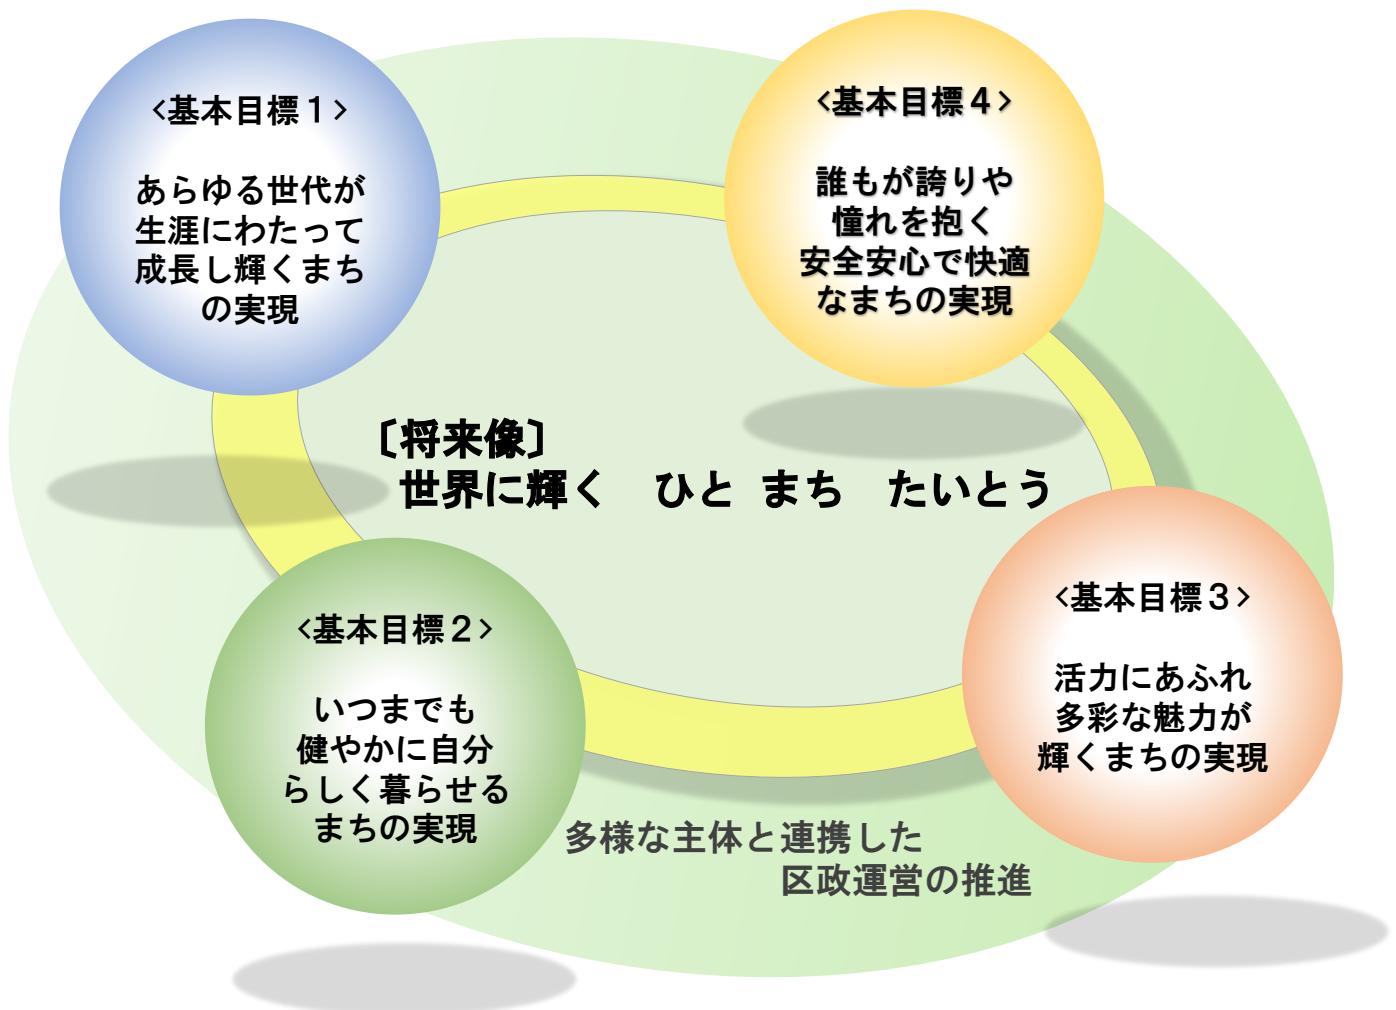 <基本目標１>
あらゆる世代が
生涯にわたって
成長し輝くまち
の実現
<基本目標４>
誰もが誇りや
憧れを抱く
安全安心で快適
なまちの実現
〔将来像〕
世界に輝く　ひと まち　たいとう
<基本目標２>
いつまでも
健やかに自分
らしく暮らせる
まちの実現
<基本目標３>
活力にあふれ
多彩な魅力が
輝くまちの実現
多様な主体と連携した
区政運営の推進